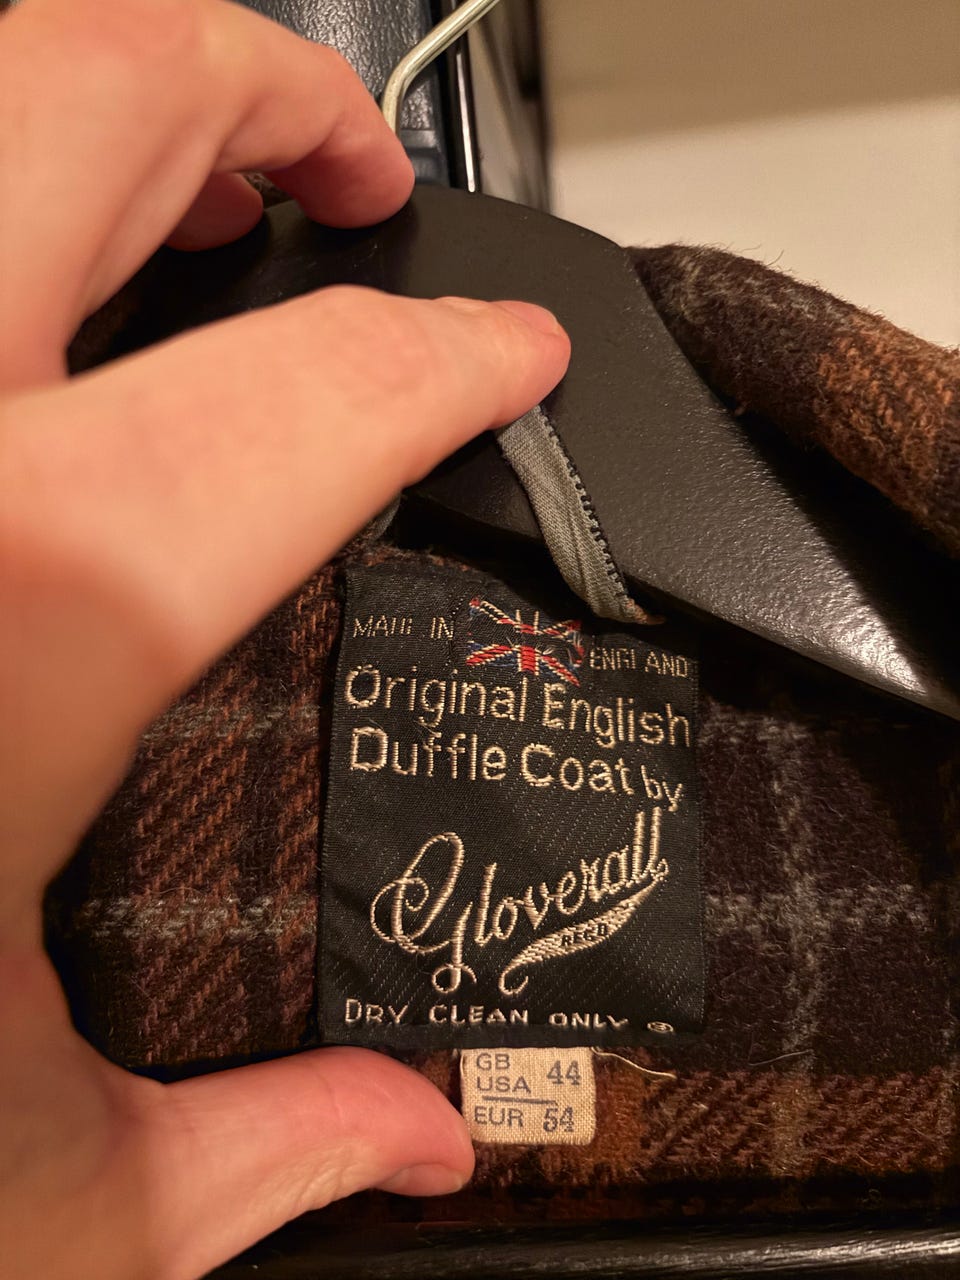 MADE IN ENGLAND
Original English
Duffle Coat by
Gloverall
REGD
DRY CLEAN ONLY ®
GB
USA 44
EUR 54